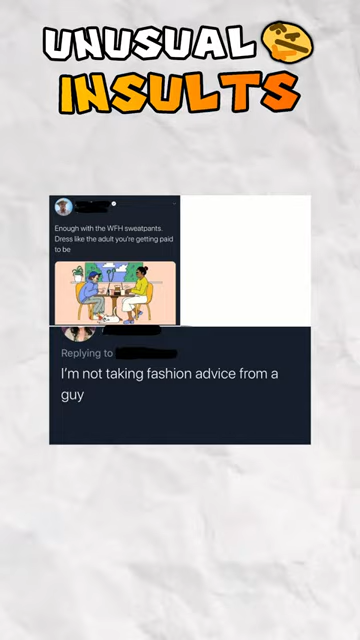 UNUSUAL
INSULTS
Enough with the WFH sweatpants.
Dress like the adult you're getting paid
to be
Replying to
I'm not taking fashion advice from a
guy